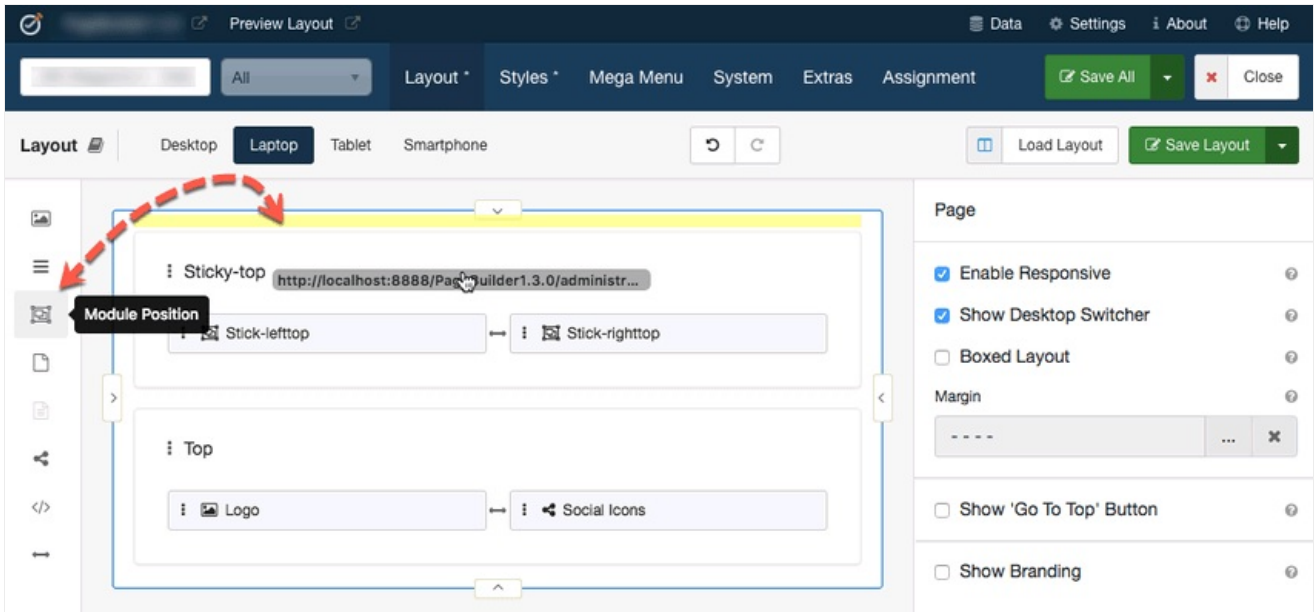 Preview Layout Data Settings About Help
All Layout * Styles * Mega Menu System Extras Assignment Save All Close
Layout Desktop Laptop Tablet Smartphone Load Layout Save Layout
Page
Sticky-top
http://localhost:8888/PageBuilder1.3.0/administr...
Enable Responsive
Module Position
Show Desktop Switcher
Stick-lefttop Stick-righttop
Boxed Layout
Margin
- - - - ...
Top
Logo Social Icons
Show 'Go To Top' Button
Show Branding